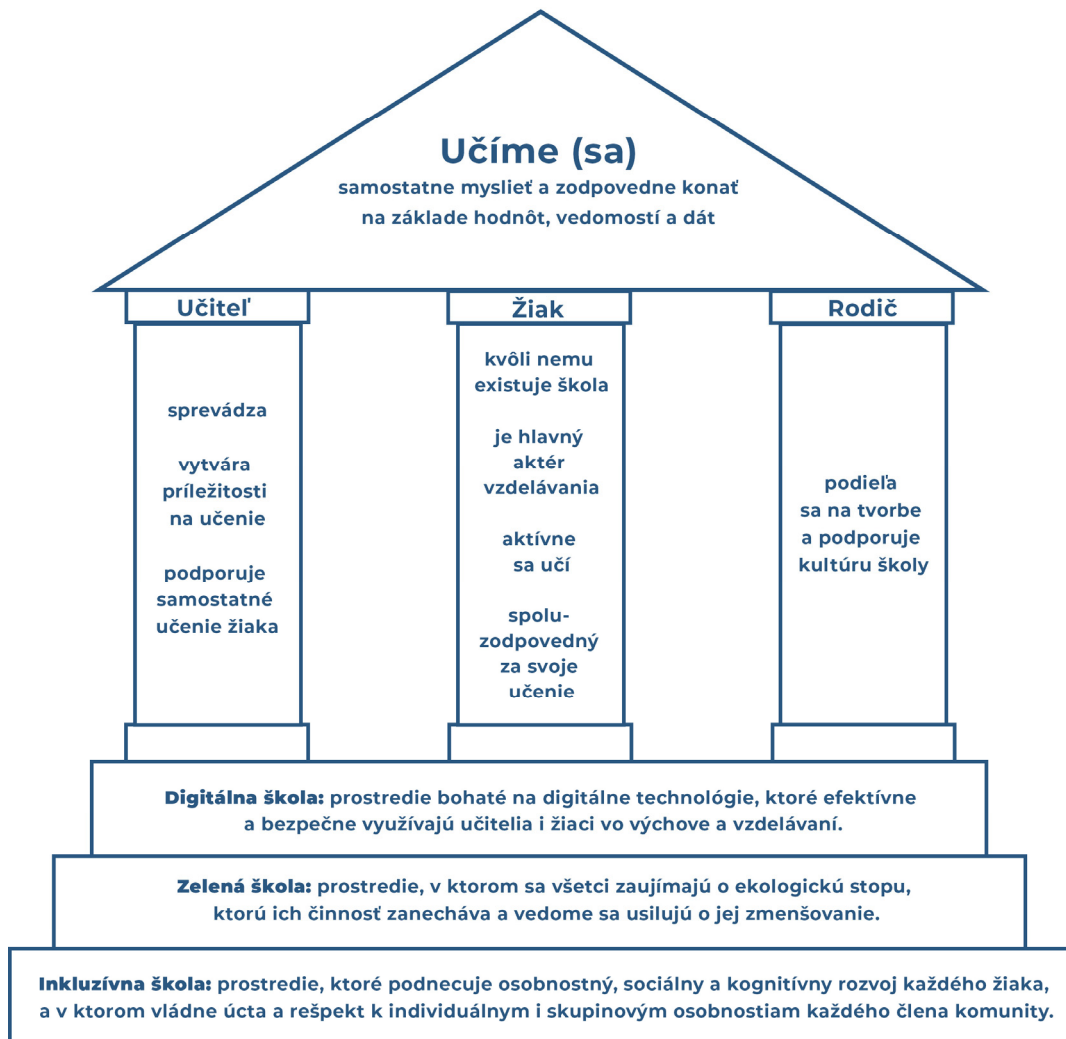 Učíme (sa)
samostatne myslieť a zodpovedne konať
na základe hodnôt, vedomostí a dát
Učiteľ
sprevádza
vytvára
príležitosti
na učenie
podporuje
samostatné
učenie žiaka
Žiak
kvôli nemu
existuje škola
je hlavný
aktér
vzdelávania
aktívne
sa učí
spolu-
zodpovedný
za svoje
učenie
Rodič
podieľa
sa na tvorbe
a podporuje
kultúru školy
Digitálna škola: prostredie bohaté na digitálne technológie, ktoré efektívne
a bezpečne využívajú učitelia i žiaci vo výchove a vzdelávaní.
Zelená škola: prostredie, v ktorom sa všetci zaujímajú o ekologickú stopu,
ktorú ich činnosť zanecháva a vedome sa usilujú o jej zmenšovanie.
Inkluzívna škola: prostredie, ktoré podnecuje osobnostný, sociálny a kognitívny rozvoj každého žiaka,
a v ktorom vládne úcta a rešpekt k individuálnym i skupinovým osobnostiam každého člena komunity.